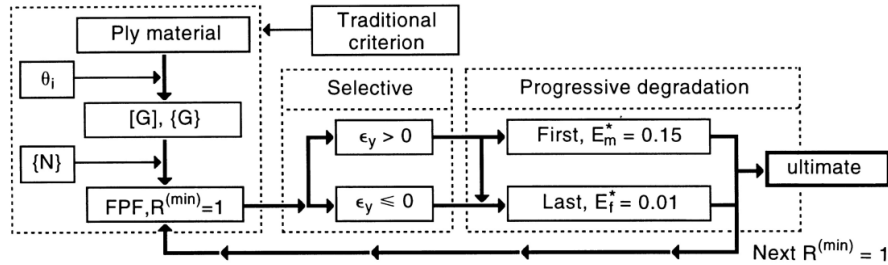 Ply material
Traditional
criterion
θi
[G], {G}
{N}
FPF,R(min)=1
Selective
ϵy > 0
ϵy ⩽ 0
Progressive degradation
First, E*m = 0.15
Last, E*f = 0.01
ultimate
Next R(min) = 1